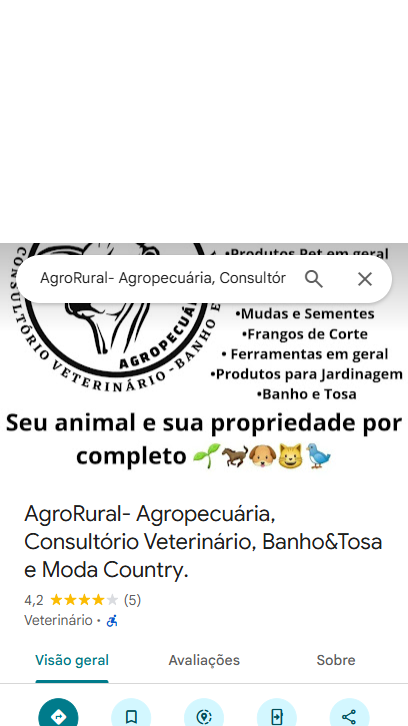 •Produtos Pet em geral
AgroRural- Agropecuária, Consultór
CONSULTÓRIO VETERINÁRIO - BANHO E
AGROPECUÁ
•Mudas e Sementes
•Frangos de Corte
• Ferramentas em geral
•Produtos para Jardinagem
•Banho e Tosa
Seu animal e sua propriedade por
completo 🌱🐎🐶😺🐦
AgroRural- Agropecuária,
Consultório Veterinário, Banho&Tosa
e Moda Country.
4,2 ★★★★★ (5)
Veterinário •
Visão geral Avaliações Sobre